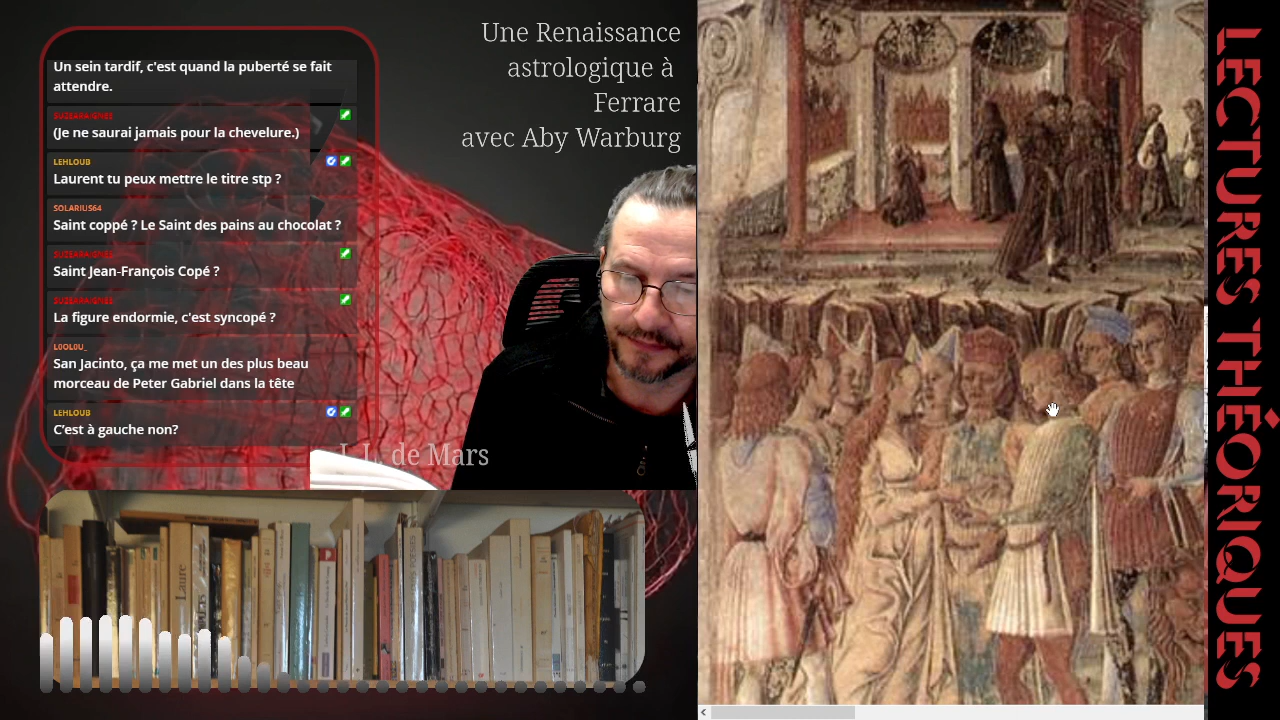 Un sein tardif, c'est quand la puberté se fait
attendre.
SUZEARAIGNEE
(Je ne saurai jamais pour la chevelure.)
LEHLOUB
Laurent tu peux mettre le titre stp ?
SOLARIUS64
Saint coppé ? Le Saint des pains au chocolat ?
SUZEARAIGNEE
Saint Jean-François Copé ?
SUZEARAIGNEE
La figure endormie, c'est syncopé ?
L0OL0U_
San Jacinto, ça me met un des plus beau
morceau de Peter Gabriel dans la tête
LEHLOUB
C'est à gauche non?
Une Renaissance
astrologique à
Ferrare
avec Aby Warburg
L.L. de Mars
Laure
POÉSIES
LECTURES THÉORIQUES